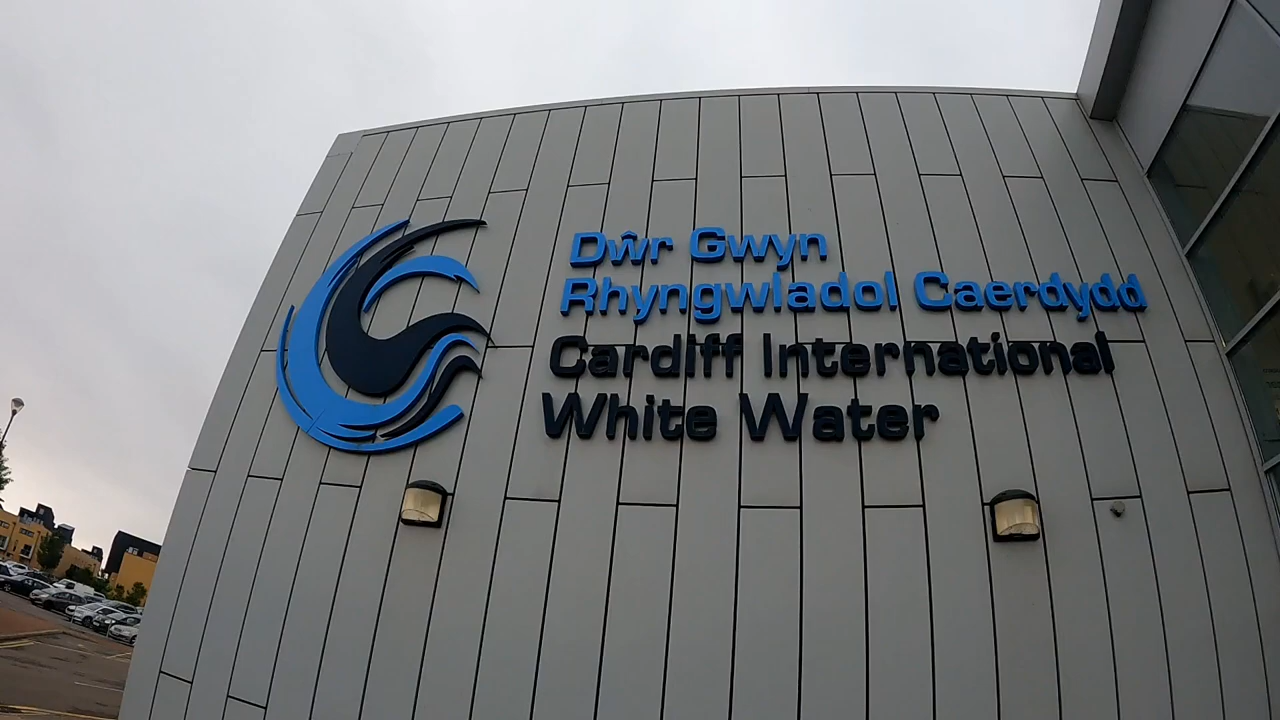 Dŵr Gwyn
Rhyngwladol Caerdydd
Cardiff International
White Water